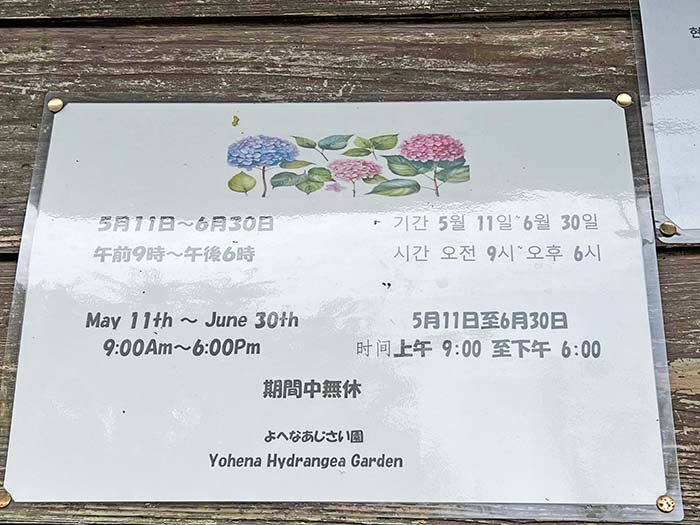 현
5月11日～6月30日
午前9時～午後6時
기간 5월 11일~6월 30일
시간 오전 9시~오후 6시
May 11th ～ June 30th
9:00Am～6:00Pm
5月11日至6月30日
时间上午 9:00 至下午 6:00
期間中無休
よへなあじさい園
Yohena Hydrangea Garden